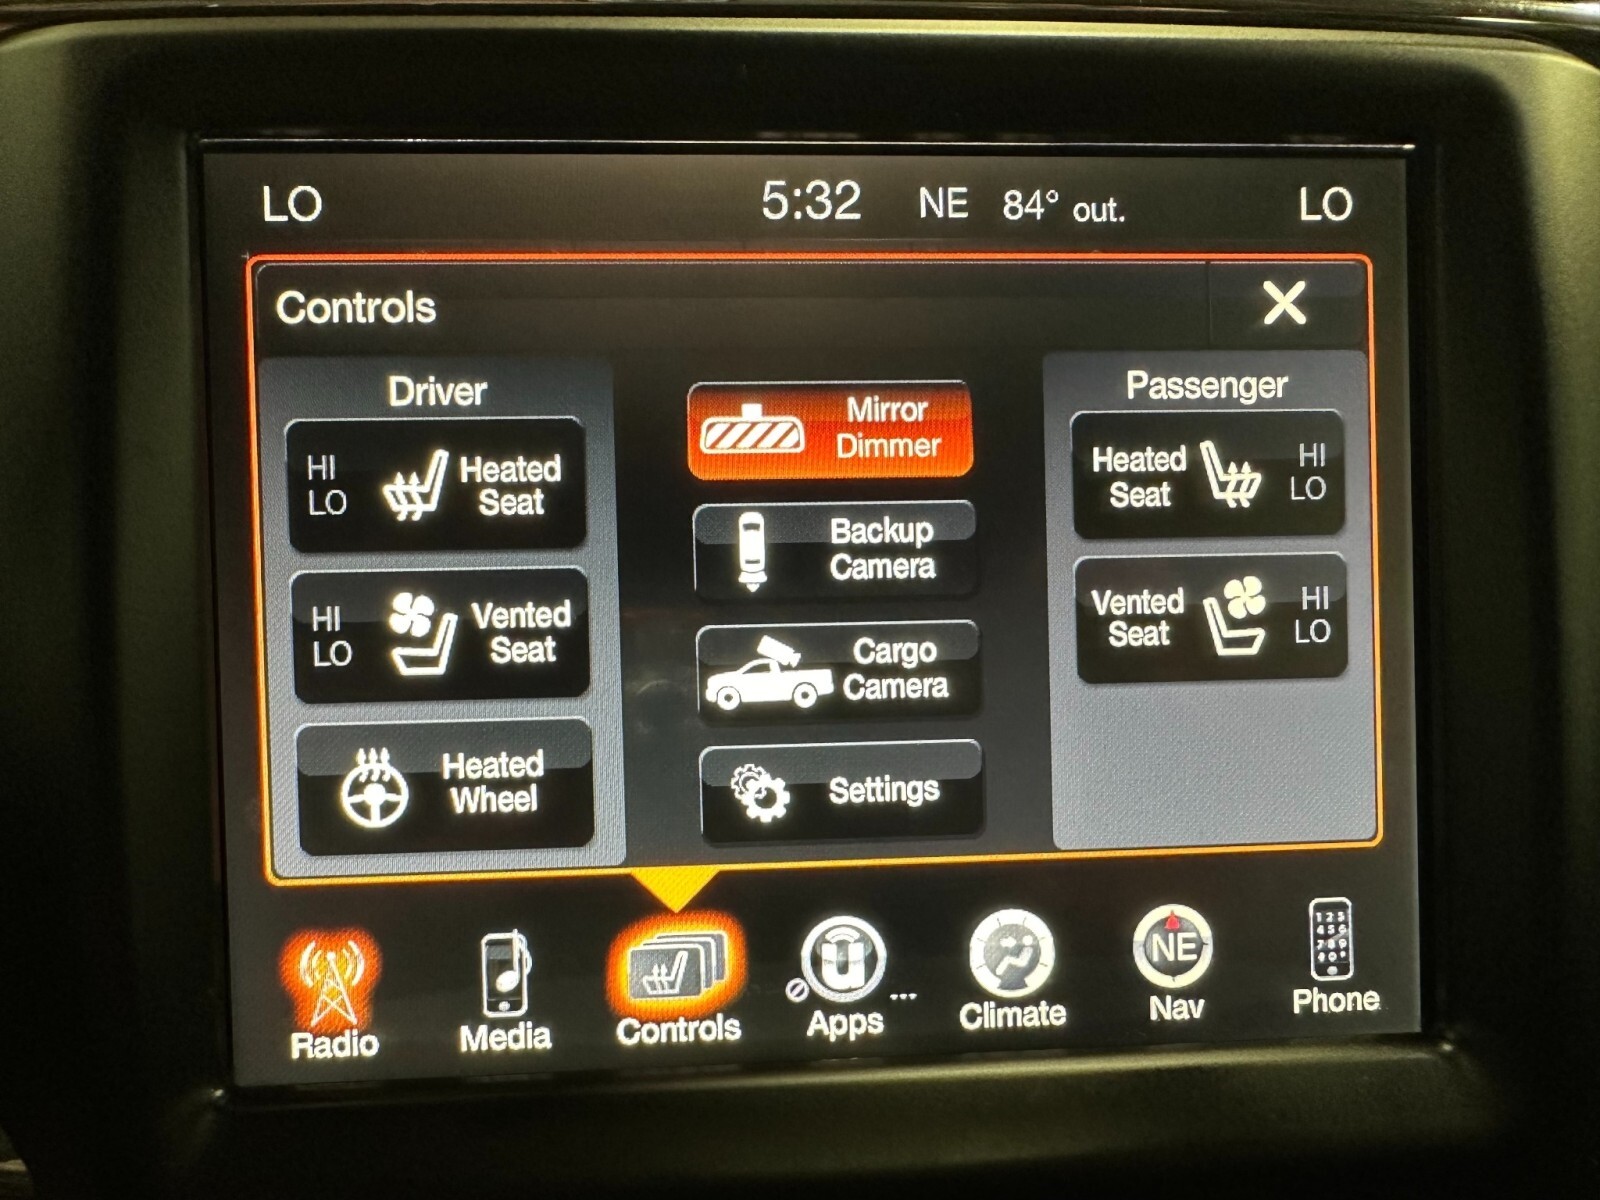 LO 5:32 NE 84° out. LO
Controls X
Driver
HI
LO
Heated
Seat
HI
LO
Vented
Seat
Heated
Wheel
Mirror
Dimmer
Backup
Camera
Cargo
Camera
Settings
Passenger
Heated
Seat
HI
LO
Vented
Seat
HI
LO
Radio
Media
Controls
Apps ...
Climate
NE
Nav
Phone